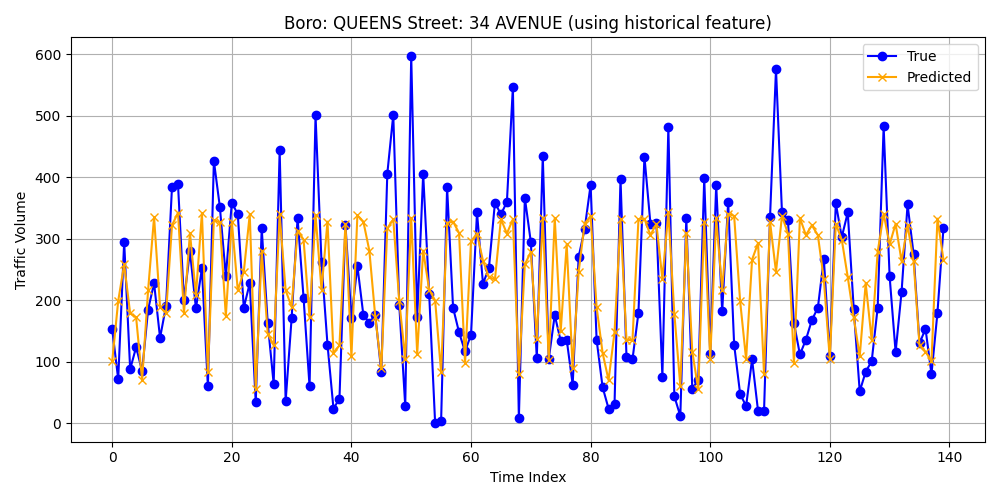 Boro: QUEENS Street: 34 AVENUE (using historical feature)
True
Predicted
Traffic Volume
600
500
400
300
200
100
0
0 20 40 60 80 100 120 140
Time Index